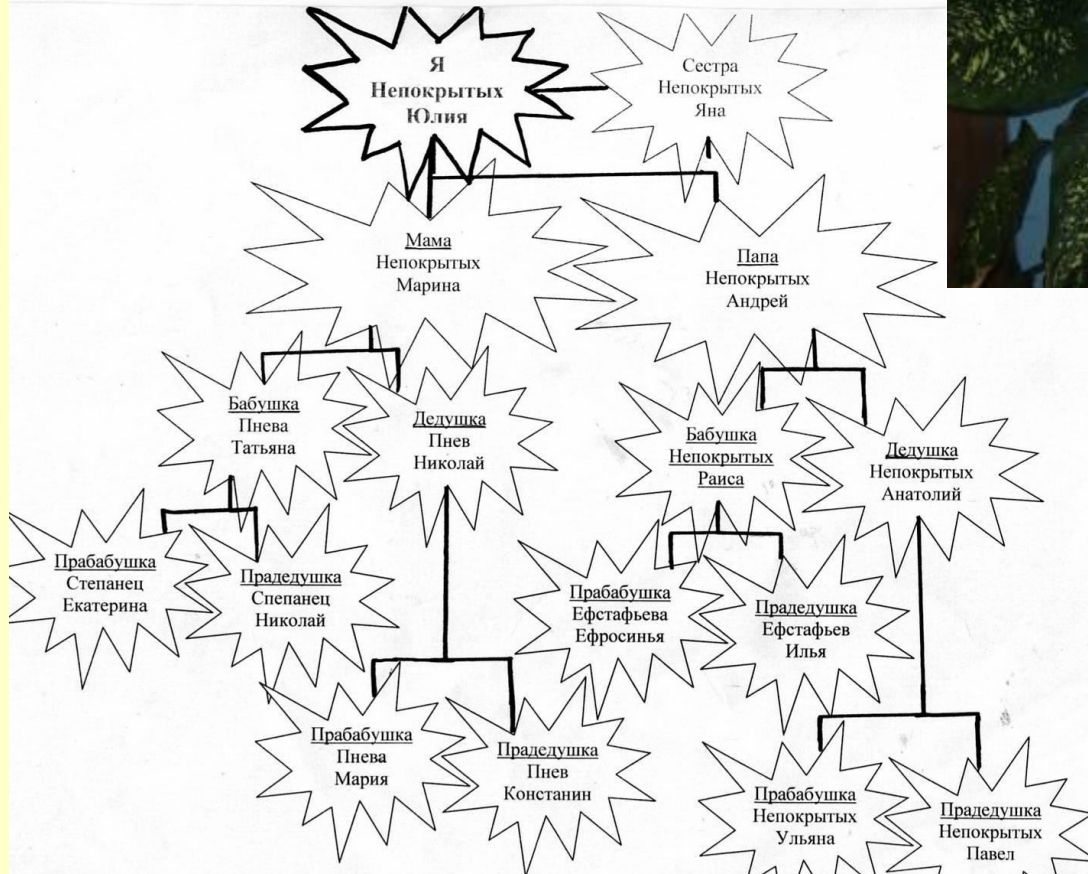 Я
Непокрытых
Юлия
Сестра
Непокрытых
Яна
Мама
Непокрытых
Марина
Папа
Непокрытых
Андрей
Бабушка
Пнева
Татьяна
Дедушка
Пнев
Николай
Бабушка
Непокрытых
Раиса
Дедушка
Непокрытых
Анатолий
Прабабушка
Степанец
Екатерина
Прадедушка
Спепанец
Николай
Прабабушка
Ефстафьева
Ефросинья
Прадедушка
Ефстафьев
Илья
Прабабушка
Пнева
Мария
Прадедушка
Пнев
Констанин
Прабабушка
Непокрытых
Ульяна
Прадедушка
Непокрытых
Павел